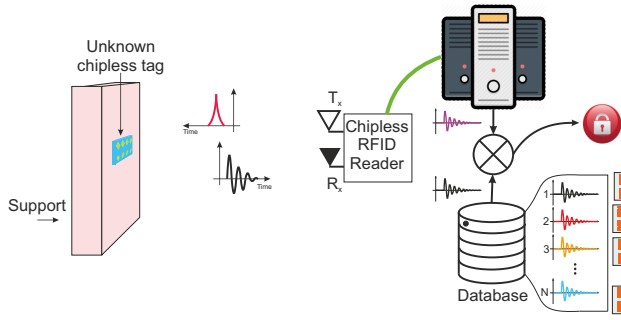 Unknown
chipless tag
Support
Time
Time
Tx
Chipless
RFID
Reader
Rx
Database
1
2
3
N